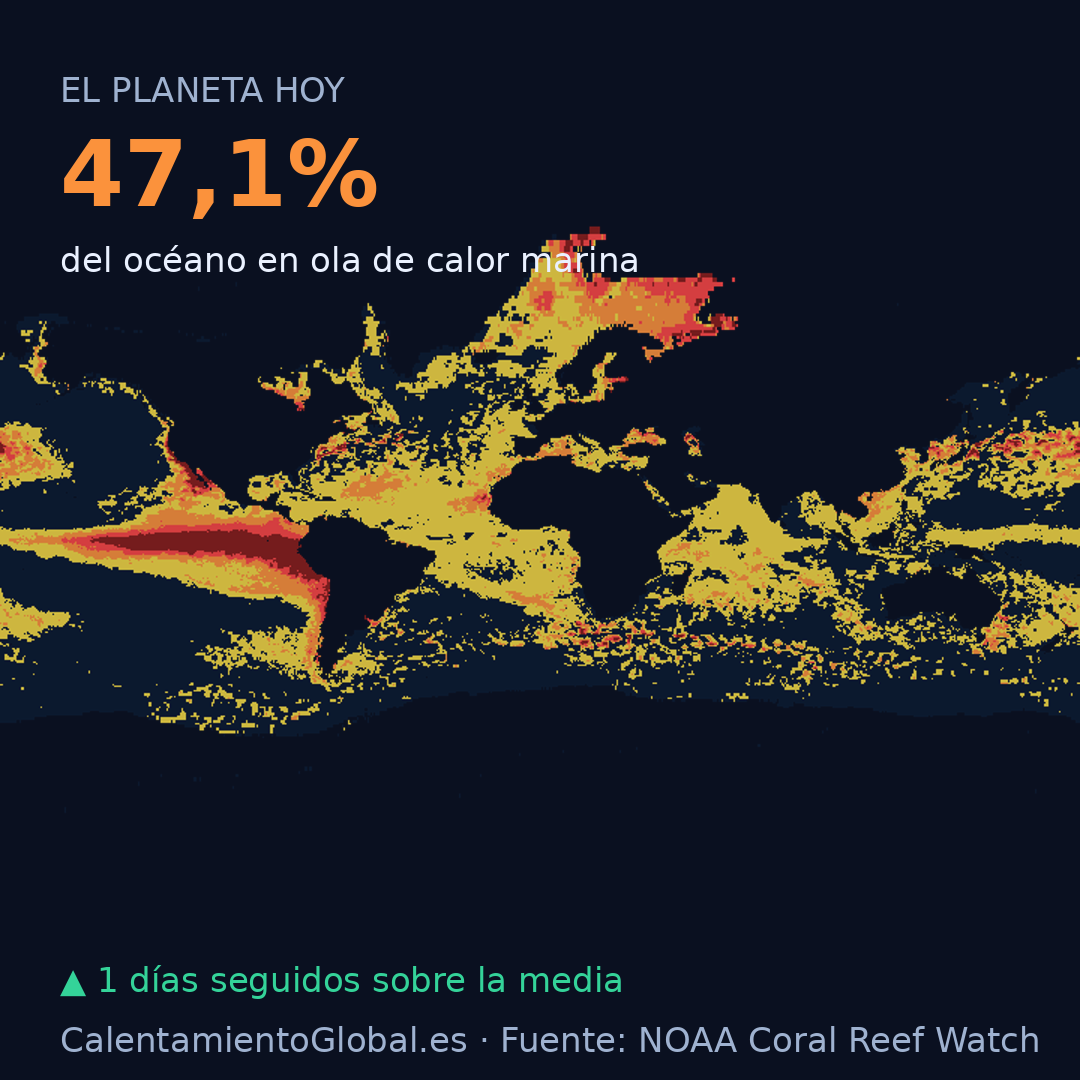 EL PLANETA HOY
47,1%
del océano en ola de calor marina
▲ 1 días seguidos sobre la media
CalentamientoGlobal.es · Fuente: NOAA Coral Reef Watch